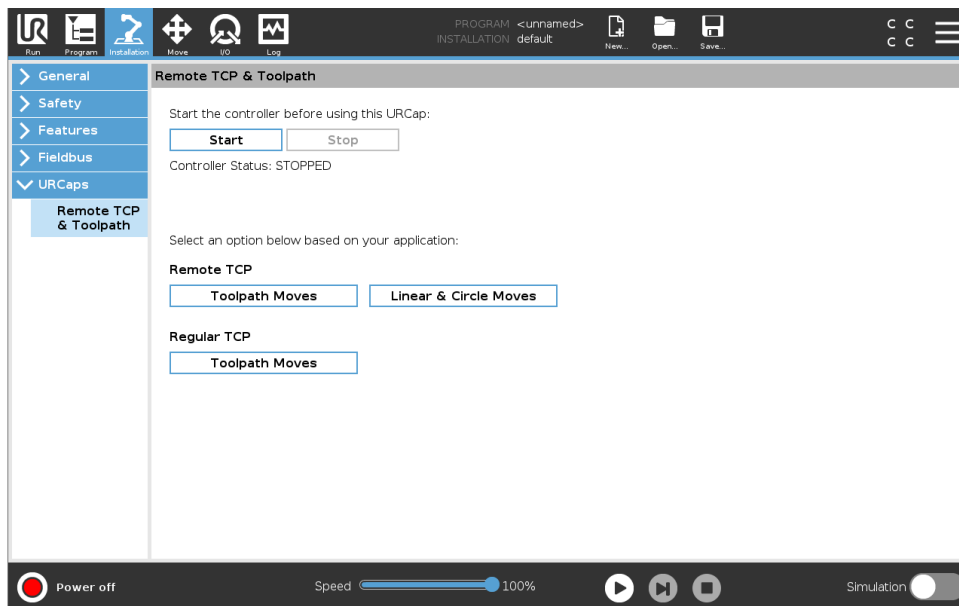 UR
PROGRAM <unnamed>
INSTALLATION default
Run Program Installation Move I/O Log New... Open... Save...
C C
C C
General
Safety
Features
Fieldbus
URCaps
Remote TCP
& Toolpath
Remote TCP & Toolpath
Start the controller before using this URCap:
Start Stop
Controller Status: STOPPED
Select an option below based on your application:
Remote TCP
Toolpath Moves Linear & Circle Moves
Regular TCP
Toolpath Moves
Power off Speed 100% Simulation